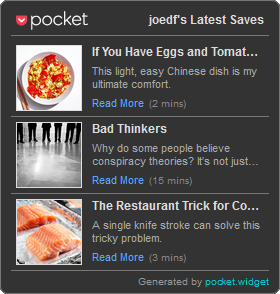 pocket
joedf's Latest Saves
If You Have Eggs and Tomat…
This light, easy Chinese dish is my
ultimate comfort.
Read More (2 mins)
Bad Thinkers
Why do some people believe
conspiracy theories? It's not just…
Read More (15 mins)
The Restaurant Trick for Co…
A single knife stroke can solve this
tricky problem.
Read More (3 mins)
Generated by pocket.widget